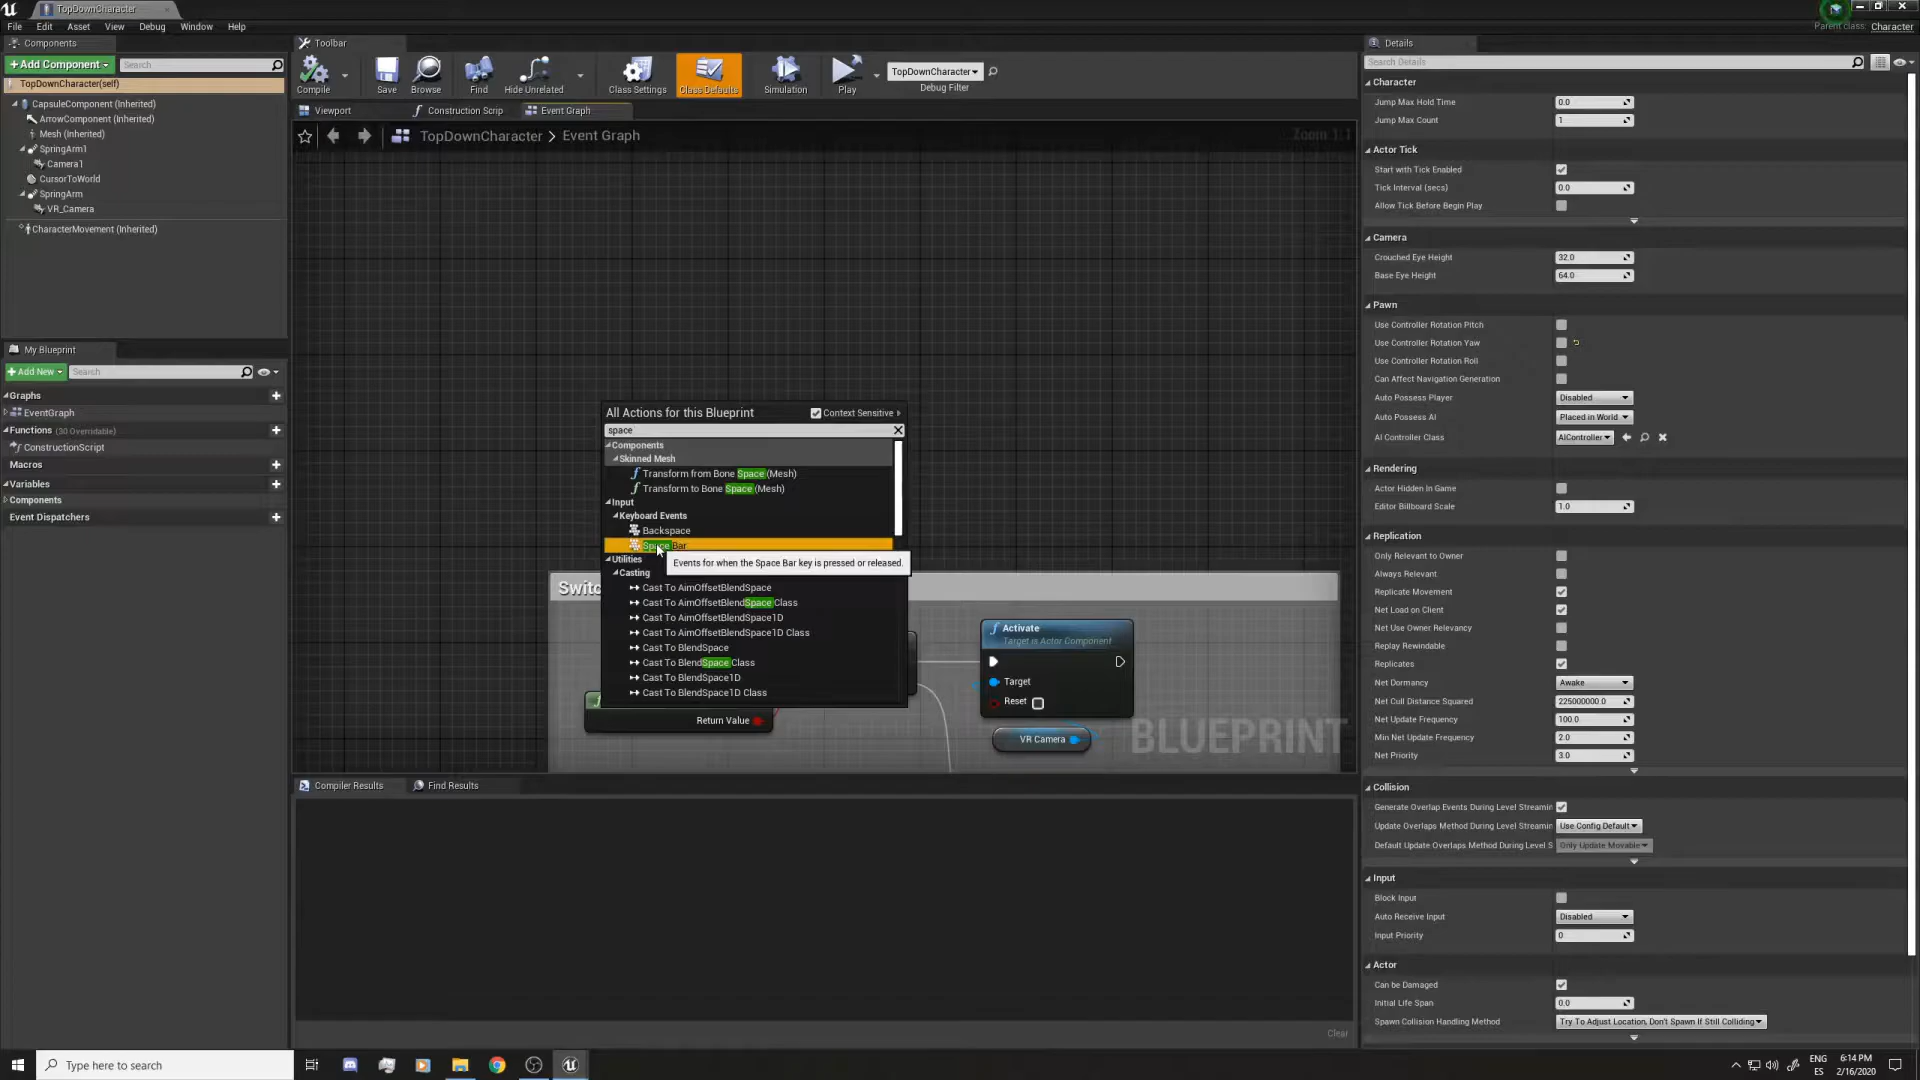 TopDownCharacter
File Edit Asset View Debug Window Help
Parent class: Character
Components
+ Add Component
Search
TopDownCharacter(self)
CapsuleComponent (Inherited)
ArrowComponent (Inherited)
Mesh (Inherited)
SpringArm1
Camera1
CursorToWorld
SpringArm
VR_Camera
CharacterMovement (Inherited)
My Blueprint
+ Add New
Search
Graphs
EventGraph
Functions (30 Overridable)
ConstructionScript
Macros
Variables
Components
Event Dispatchers
Toolbar
Compile
Save
Browse
Find
Hide Unrelated
Class Settings
Class Defaults
Simulation
Play
TopDownCharacter
Debug Filter
Viewport
Construction Scrip
Event Graph
TopDownCharacter > Event Graph
Zoom 1:1
All Actions for this Blueprint
Context Sensitive
space
Components
Skinned Mesh
Transform from Bone Space (Mesh)
Transform to Bone Space (Mesh)
Input
Keyboard Events
Backspace
Space Bar
Events for when the Space Bar key is pressed or released.
Utilities
Casting
Cast To AimOffsetBlendSpace
Cast To AimOffsetBlendSpace Class
Cast To AimOffsetBlendSpace1D
Cast To AimOffsetBlendSpace1D Class
Cast To BlendSpace
Cast To BlendSpace Class
Cast To BlendSpace1D
Cast To BlendSpace1D Class
Return Value
Activate
Target is Actor Component
Target
Reset
VR Camera
BLUEPRINT
Compiler Results
Find Results
Clear
Details
Search Details
Character
Jump Max Hold Time 0.0
Jump Max Count 1
Actor Tick
Start with Tick Enabled
Tick Interval (secs) 0.0
Allow Tick Before Begin Play
Camera
Crouched Eye Height 32.0
Base Eye Height 64.0
Pawn
Use Controller Rotation Pitch
Use Controller Rotation Yaw
Use Controller Rotation Roll
Can Affect Navigation Generation
Auto Possess Player Disabled
Auto Possess AI Placed in World
AI Controller Class AIController
Rendering
Actor Hidden In Game
Editor Billboard Scale 1.0
Replication
Only Relevant to Owner
Always Relevant
Replicate Movement
Net Load on Client
Net Use Owner Relevancy
Replay Rewindable
Replicates
Net Dormancy Awake
Net Cull Distance Squared 225000000.0
Net Update Frequency 100.0
Min Net Update Frequency 2.0
Net Priority 3.0
Collision
Generate Overlap Events During Level Streamin
Update Overlaps Method During Level Streamin Use Config Default
Default Update Overlaps Method During Level S Only Update Movable
Input
Block Input
Auto Receive Input Disabled
Input Priority 0
Actor
Can be Damaged
Initial Life Span 0.0
Spawn Collision Handling Method Try To Adjust Location, Don't Spawn If Still Colliding
Type here to search
ENG
ES
6:14 PM
2/16/2020